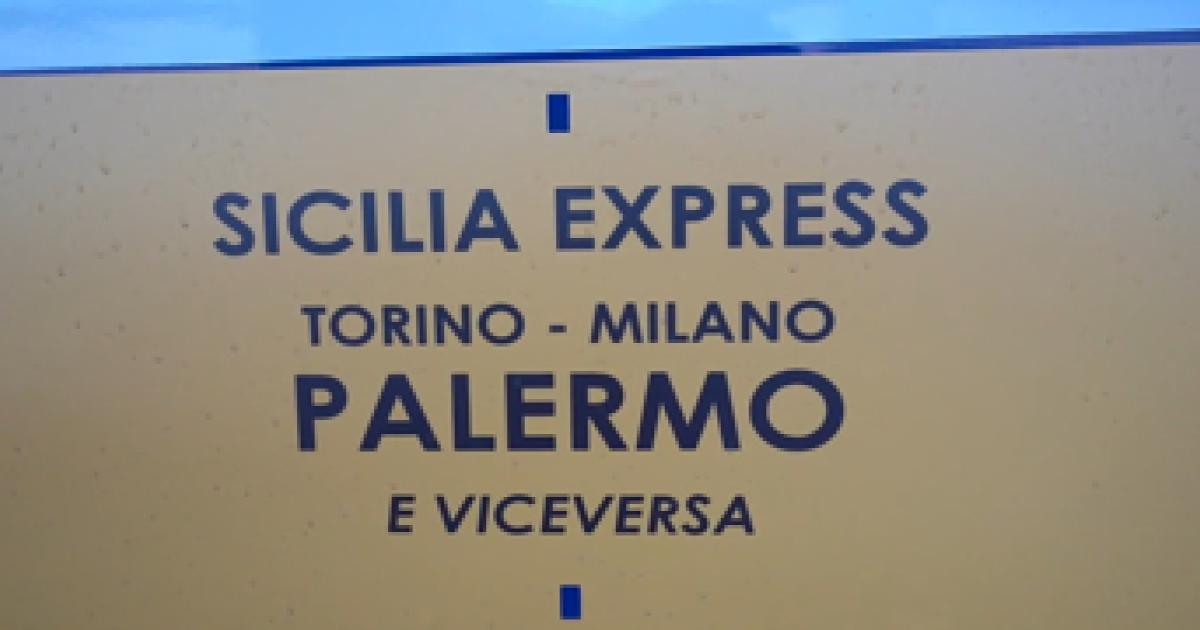 SICILIA EXPRESS
TORINO - MILANO
PALERMO
E VICEVERSA